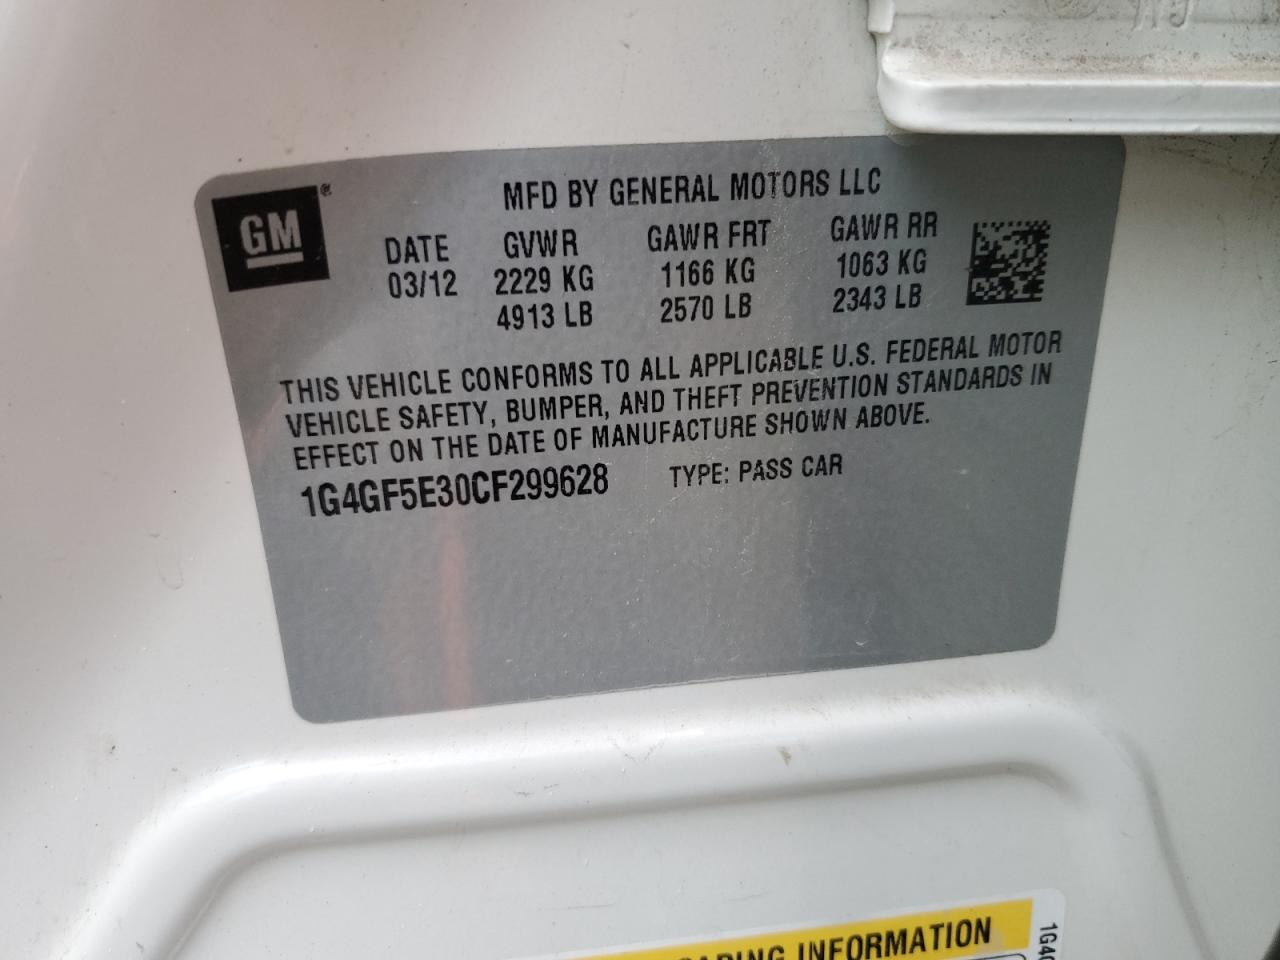 GM
MFD BY GENERAL MOTORS LLC
DATE GVWR GAWR FRT GAWR RR
03/12 2229 KG 1166 KG 1063 KG
4913 LB 2570 LB 2343 LB
THIS VEHICLE CONFORMS TO ALL APPLICABLE U.S. FEDERAL MOTOR
VEHICLE SAFETY, BUMPER, AND THEFT PREVENTION STANDARDS IN
EFFECT ON THE DATE OF MANUFACTURE SHOWN ABOVE.
1G4GF5E30CF299628 TYPE: PASS CAR
INFORMATION